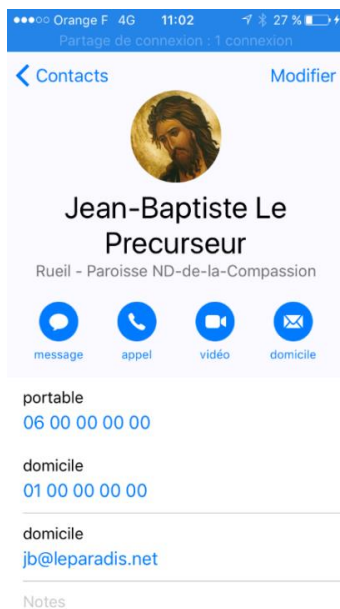 Orange F 4G 11:02 27 %
Partage de connexion : 1 connexion
Contacts Modifier
Jean-Baptiste Le
Precurseur
Rueil - Paroisse ND-de-la-Compassion
message appel vidéo domicile
portable
06 00 00 00 00
domicile
01 00 00 00 00
domicile
jb@leparadis.net
Notes